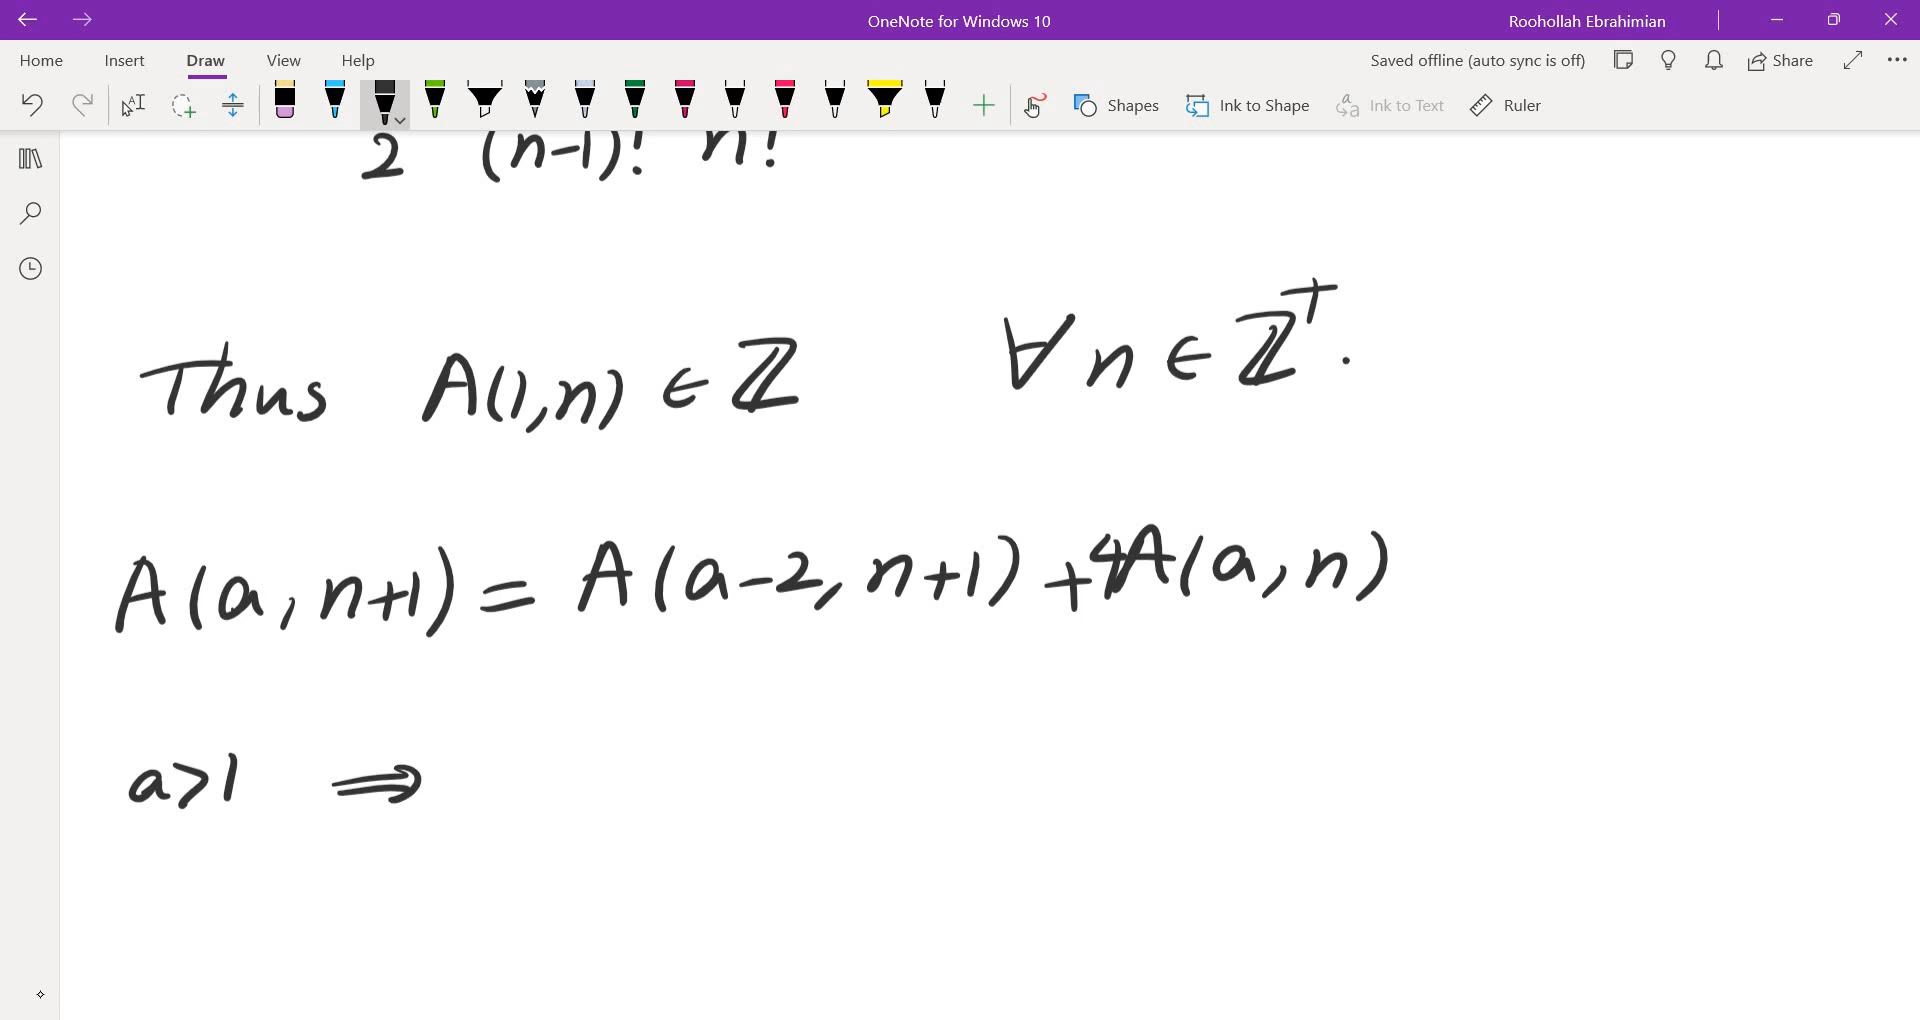 OneNote for Windows 10 Roohollah Ebrahimian
Home Insert Draw View Help Saved offline (auto sync is off) Share
Shapes Ink to Shape Ink to Text Ruler
2 (n-1)! n!
Thus A(1,n) ∈ ℤ ∀ n ∈ ℤ⁺.
A(a, n+1) = A(a-2, n+1) + 4A(a, n)
a>1 ⟹